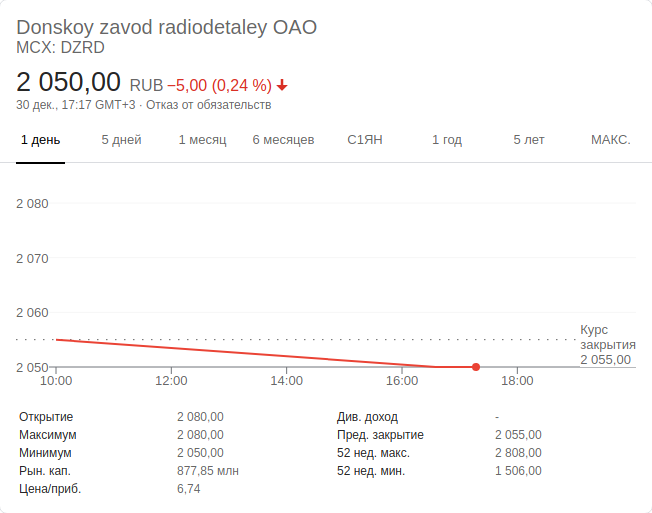 Donskoy zavod radiodetaley OAO
MCX: DZRD
2 050,00 RUB −5,00 (0,24 %)
30 дек., 17:17 GMT+3 · Отказ от обязательств
1 день 5 дней 1 месяц 6 месяцев С1ЯН 1 год 5 лет МАКС.
2 080
2 070
2 060
2 050
Курс
закрытия
2 055,00
10:00 12:00 14:00 16:00 18:00
Открытие 2 080,00 Див. доход -
Максимум 2 080,00 Пред. закрытие 2 055,00
Минимум 2 050,00 52 нед. макс. 2 808,00
Рын. кап. 877,85 млн 52 нед. мин. 1 506,00
Цена/приб. 6,74